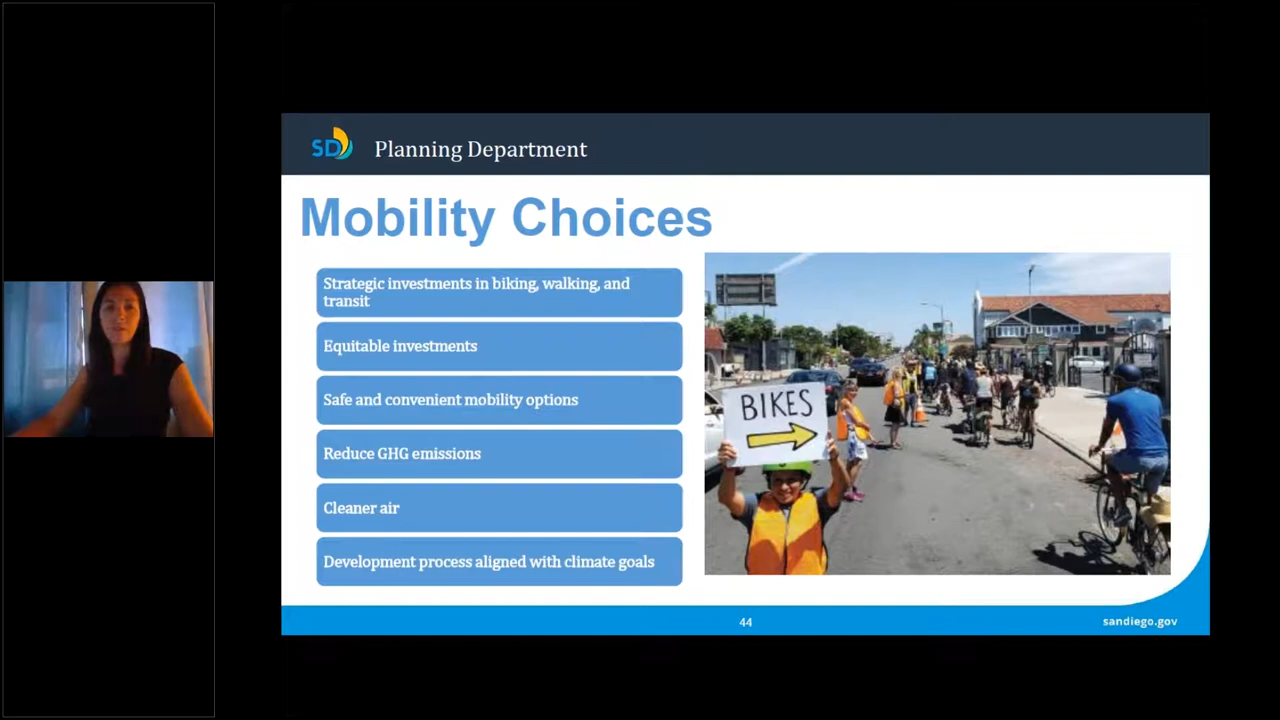 SD
Planning Department
Mobility Choices
Strategic investments in biking, walking, and
transit
Equitable investments
Safe and convenient mobility options
Reduce GHG emissions
Cleaner air
Development process aligned with climate goals
BIKES
44
sandiego.gov